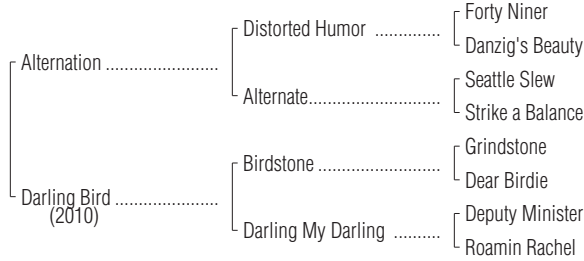 Forty Niner
Distorted Humor ..............
Danzig's Beauty
Alternation .......................
Seattle Slew
Alternate............................
Strike a Balance
Grindstone
Birdstone ..........................
Dear Birdie
Darling Bird .....................
(2010)
Deputy Minister
Darling My Darling ..........
Roamin Rachel